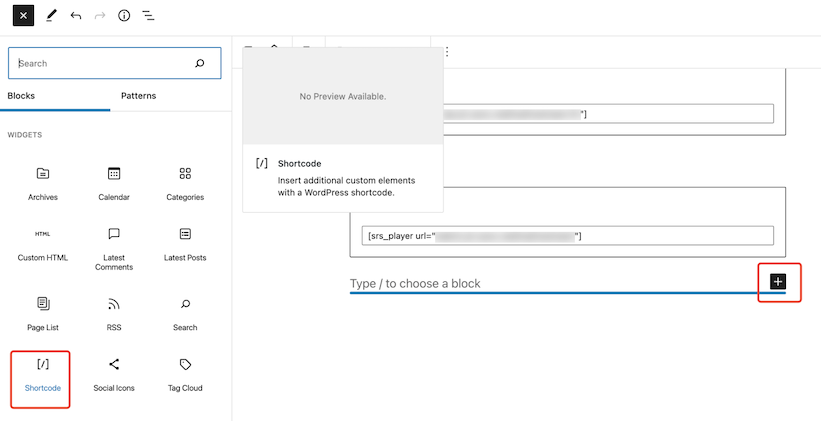 Search
Blocks
Patterns
WIDGETS
Archives
Calendar
Categories
HTML
Custom HTML
Latest
Comments
Latest Posts
Page List
RSS
Search
[/]
Shortcode
Social Icons
Tag Cloud
No Preview Available.
[/] Shortcode
Insert additional custom elements
with a WordPress shortcode.
"]
[srs_player url=" "]
Type / to choose a block